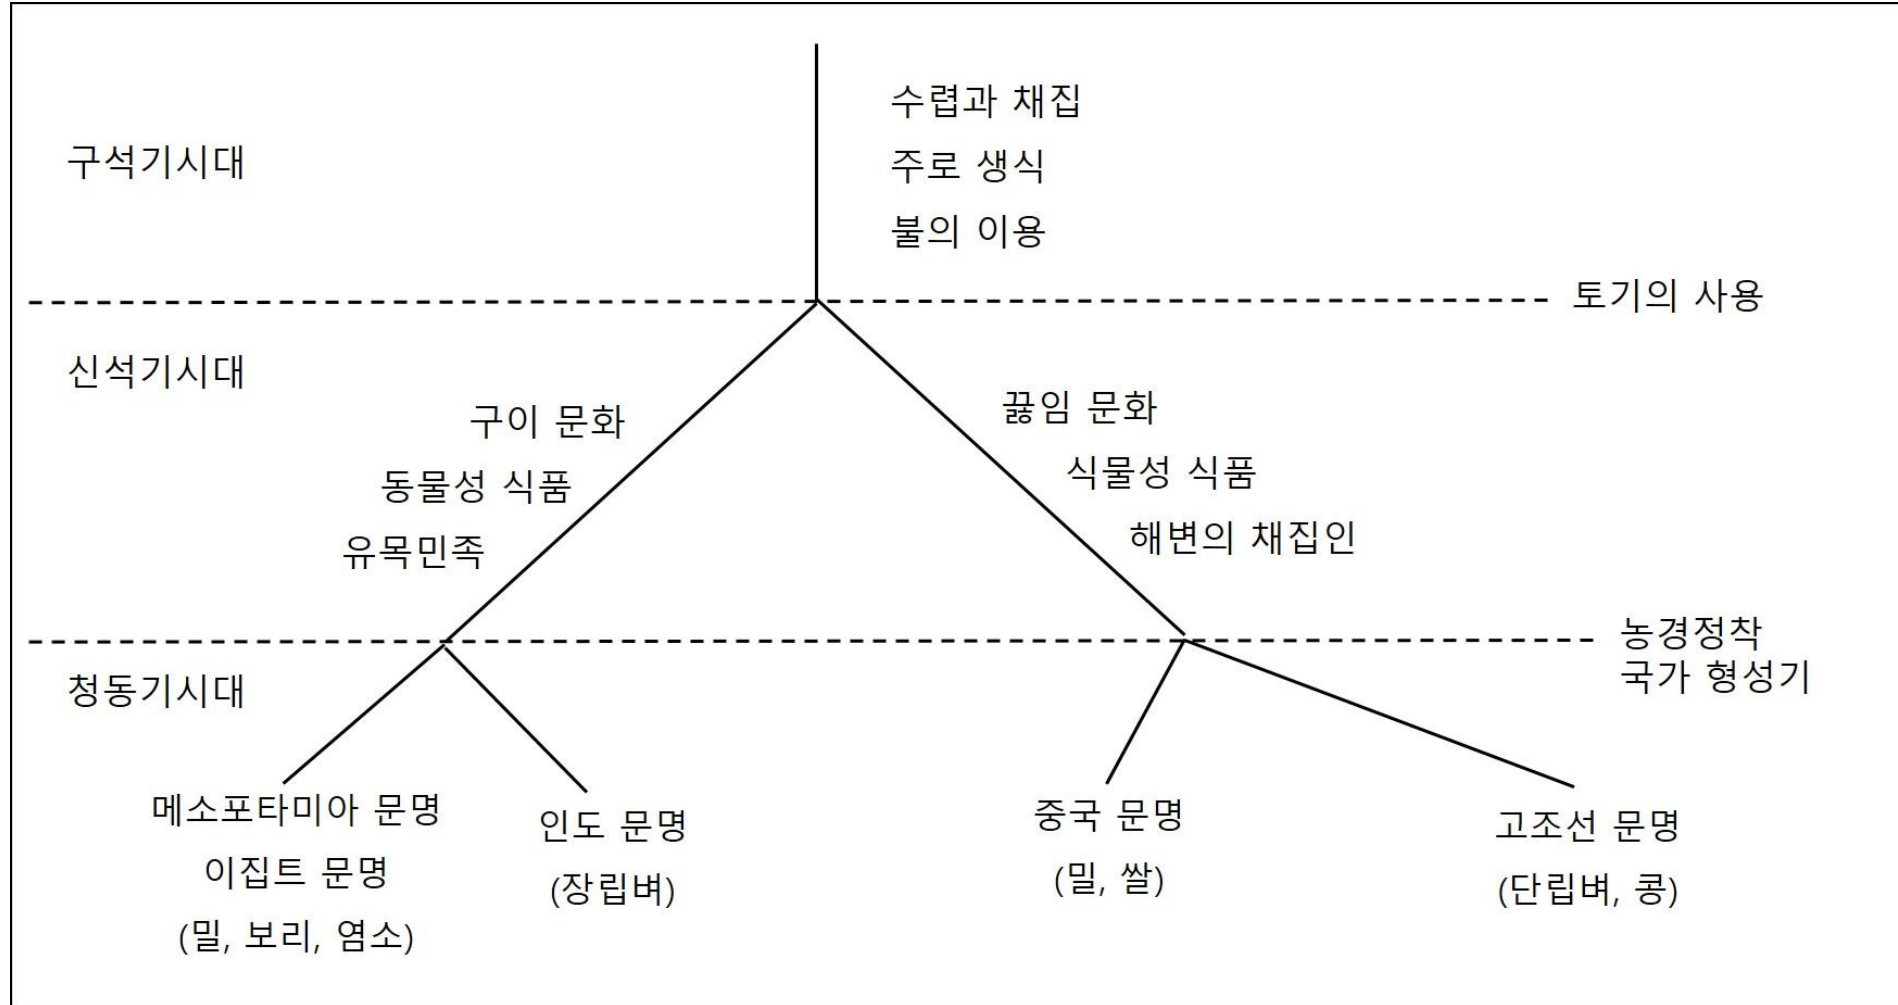 구석기시대
수렵과 채집
주로 생식
불의 이용
토기의 사용
신석기시대
구이 문화
동물성 식품
유목민족
끓임 문화
식물성 식품
해변의 채집인
농경정착
국가 형성기
청동기시대
메소포타미아 문명
이집트 문명
(밀, 보리, 염소)
인도 문명
(장립벼)
중국 문명
(밀, 쌀)
고조선 문명
(단립벼, 콩)